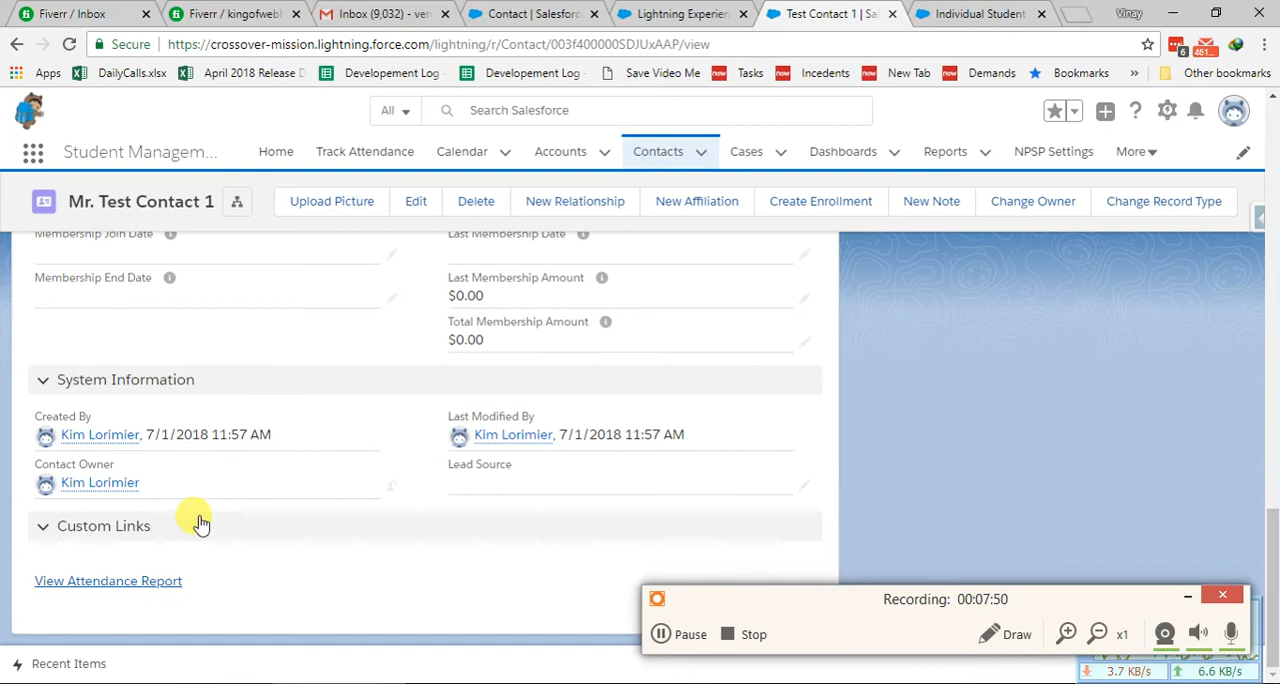 Fiverr / Inbox
Fiverr / kingofwebh
Inbox (9,032) - ver
Contact | Salesforc
Lightning Experien
Test Contact 1 | Sa
Individual Student
Vinay
Secure
https://crossover-mission.lightning.force.com/lightning/r/Contact/003f400000SDJUxAAP/view
6
461...
Apps
DailyCalls.xlsx
April 2018 Release D
Developement Log
Developement Log
Save Video Me
now
Tasks
now
Incedents
now
New Tab
now
Demands
Bookmarks
»
Other bookmarks
All
Search Salesforce
Student Managem...
Home
Track Attendance
Calendar
Accounts
Contacts
Cases
Dashboards
Reports
NPSP Settings
More
Mr. Test Contact 1
Upload Picture
Edit
Delete
New Relationship
New Affiliation
Create Enrollment
New Note
Change Owner
Change Record Type
Membership Join Date
Last Membership Date
Membership End Date
Last Membership Amount
$0.00
Total Membership Amount
$0.00
System Information
Created By
Last Modified By
Kim Lorimier, 7/1/2018 11:57 AM
Kim Lorimier, 7/1/2018 11:57 AM
Contact Owner
Lead Source
Kim Lorimier
Custom Links
View Attendance Report
Recording: 00:07:50
Pause
Stop
Draw
x1
Recent Items
3.7 KB/s
6.6 KB/s